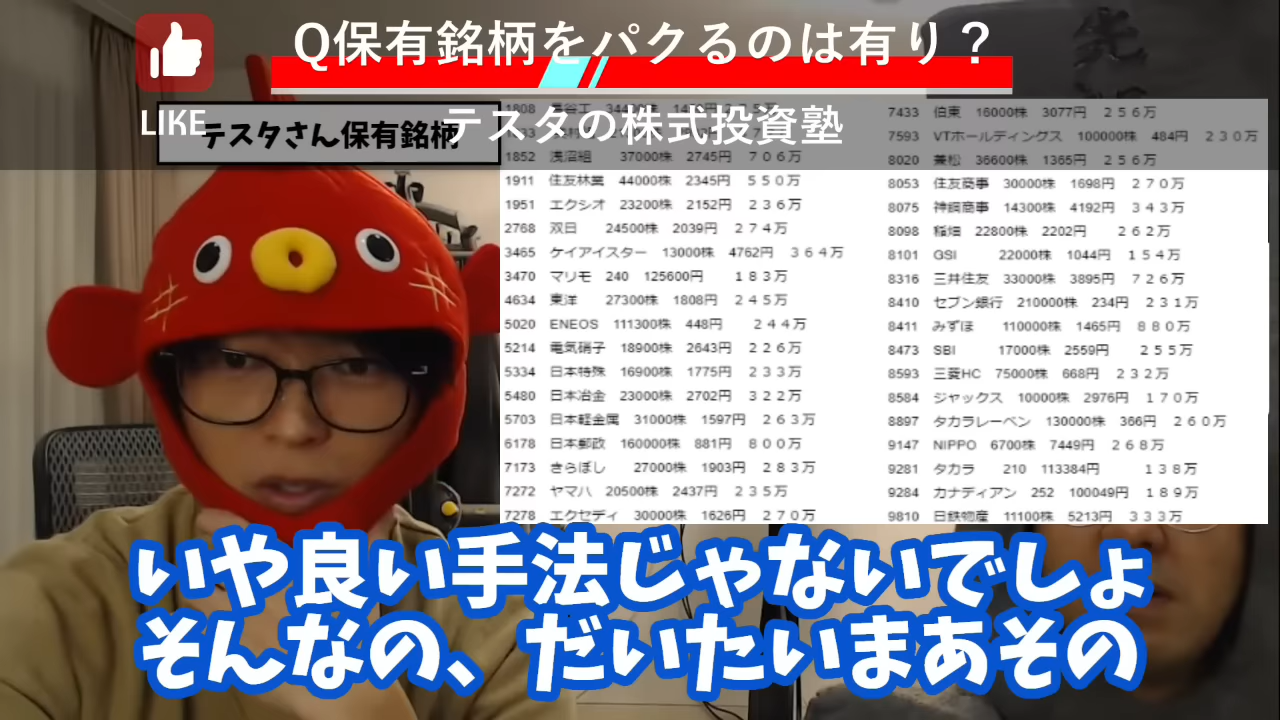 Q保有銘柄をパクるのは有り？
LIKE
テスタの株式投資塾
テスタさん保有銘柄
1852 浅沼組 37000株 2745円 ７０６万
1911 住友林業 44000株 2345円 ５５０万
1951 エクシオ 23200株 2152円 ２３６万
2768 双日 24500株 2039円 ２７４万
3465 ケイアイスター 13000株 4762円 ３６４万
3470 マリモ 240 125600円 １８３万
4634 東洋 27300株 1808円 ２４５万
5020 ENEOS 111300株 448円 ２４４万
5214 電気硝子 18900株 2643円 ２２６万
5334 日本特殊 16900株 1775円 ２３３万
5480 日本冶金 23000株 2702円 ３２２万
5703 日本軽金属 31000株 1597円 ２６３万
6178 日本郵政 160000株 881円 ８００万
7173 きらぼし 27000株 1903円 ２８３万
7272 ヤマハ 20500株 2437円 ２３５万
7278 エクセディ 30000株 1626円 ２７０万
7433 伯東 16000株 3077円 ２５６万
7593 VTホールディングス 100000株 484円 ２３０万
8020 兼松 36600株 1365円 ２５６万
8053 住友商事 30000株 1698円 ２７０万
8075 神鋼商事 14300株 4192円 ３４３万
8098 稲畑 22800株 2202円 ２６２万
8101 GSI 22000株 1044円 １５４万
8316 三井住友 33000株 3895円 ７２６万
8410 セブン銀行 210000株 234円 ２３１万
8411 みずほ 110000株 1465円 ８８０万
8473 SBI 17000株 2559円 ２５５万
8593 三菱HC 75000株 668円 ２３２万
8584 ジャックス 10000株 2976円 １７０万
8897 タカラレーベン 130000株 366円 ２６０万
9147 NIPPO 6700株 7449円 ２６８万
9281 タカラ 210 113384円 １３８万
9284 カナディアン 252 100049円 １８９万
9810 日鉄物産 11100株 5213円 ３３３万
いや良い手法じゃないでしょ
そんなの、だいたいまあその